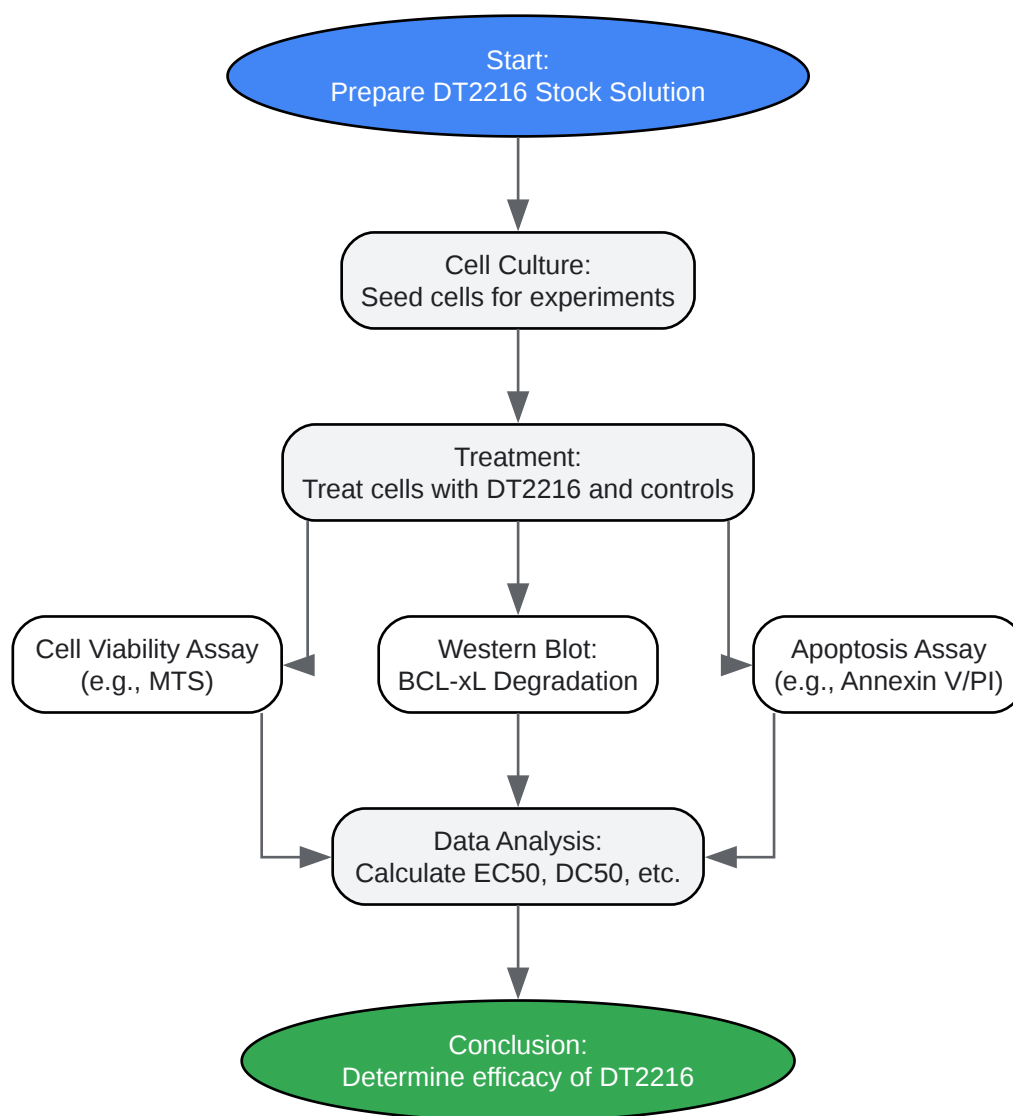 Start:
Prepare DT2216 Stock Solution
Cell Culture:
Seed cells for experiments
Treatment:
Treat cells with DT2216 and controls
Cell Viability Assay
(e.g., MTS)
Western Blot:
BCL-xL Degradation
Apoptosis Assay
(e.g., Annexin V/PI)
Data Analysis:
Calculate EC50, DC50, etc.
Conclusion:
Determine efficacy of DT2216